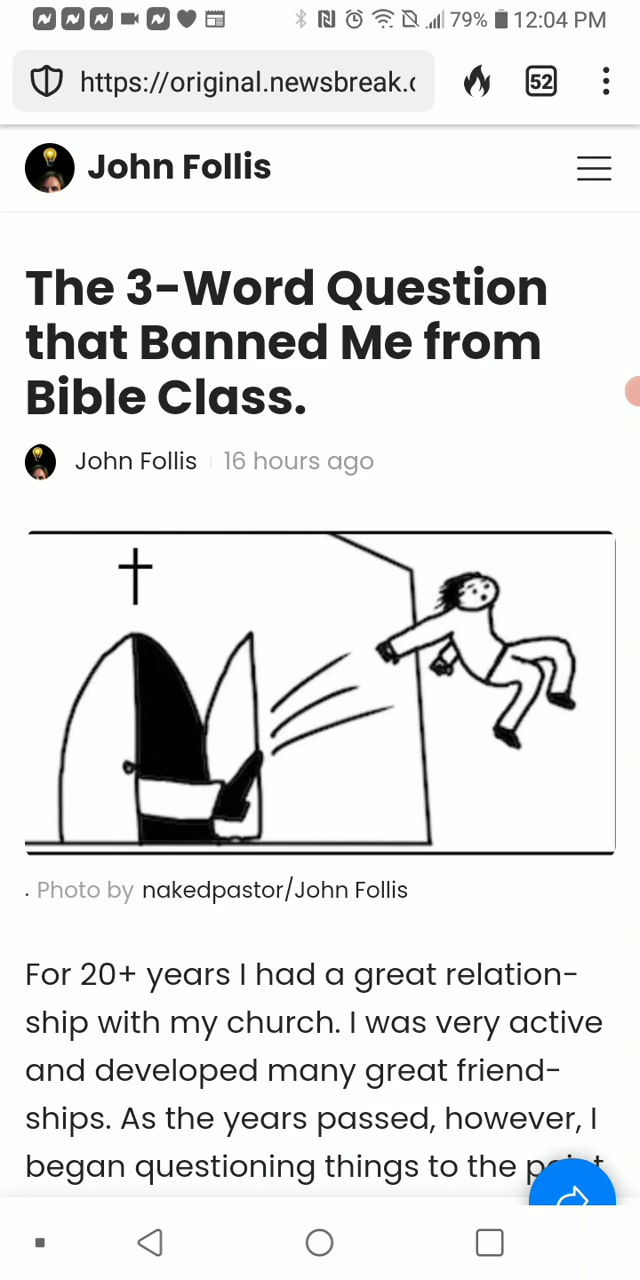 79% 12:04 PM
https://original.newsbreak.c
52
John Follis
The 3-Word Question
that Banned Me from
Bible Class.
John Follis 16 hours ago
. Photo by nakedpastor/John Follis
For 20+ years I had a great relation-
ship with my church. I was very active
and developed many great friend-
ships. As the years passed, however, I
began questioning things to the point